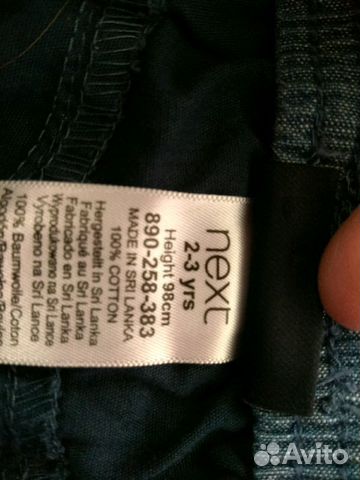 next
2-3 yrs
Height 98cm
890-258-383
MADE IN SRI LANKA
100% COTTON
Hergestellt in Sri Lanka
Fabriqué au Sri Lanka
Fabricado en Sri Lanka
Wyprodukowane na Sri Lance
Vyrobeno na Srí Lance
100% Baumwolle/Coton
Avito